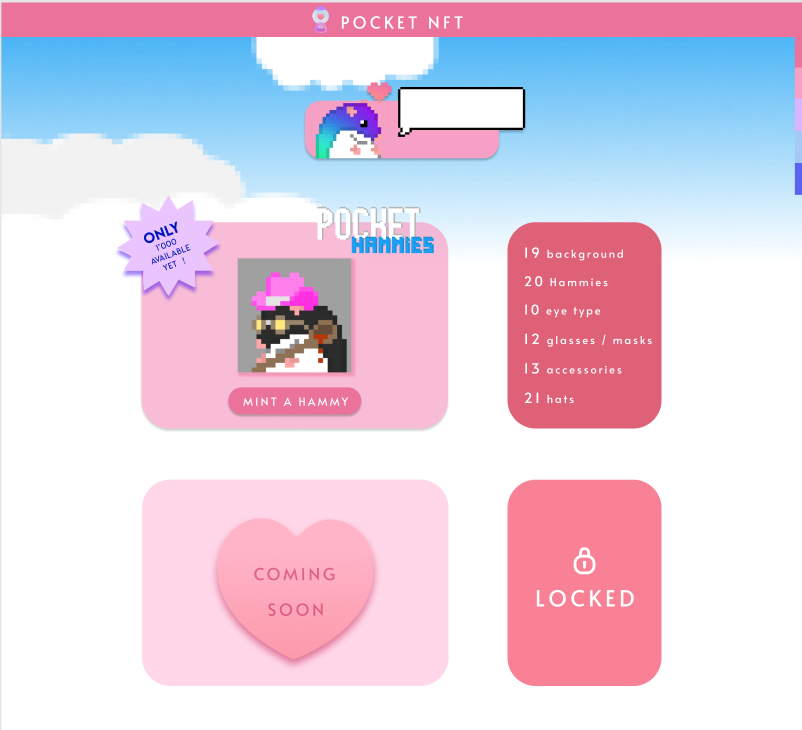 POCKET NFT
POCKET
HAMMIES
ONLY
1'000
AVAILABLE
YET !
MINT A HAMMY
19 background
20 Hammies
10 eye type
12 glasses / masks
13 accessories
21 hats
COMING
SOON
LOCKED